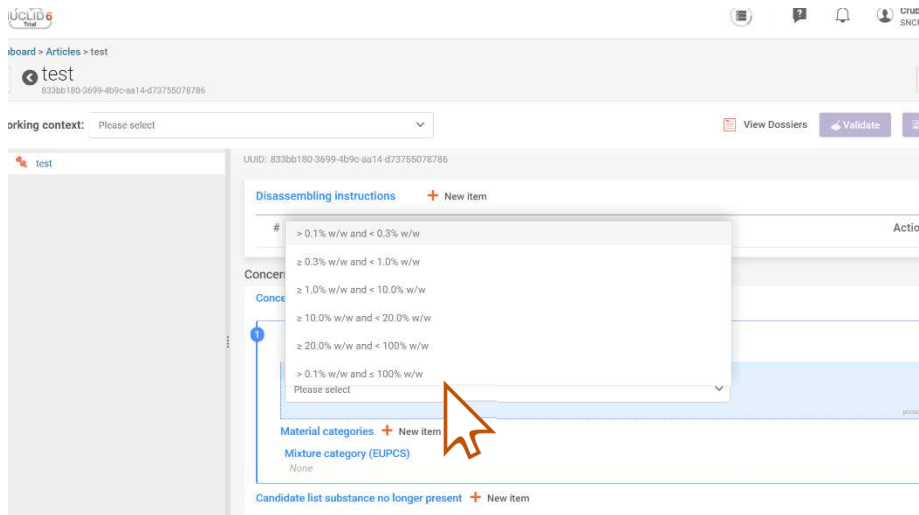 UCLID6
Trial
Crub
SNCH
board > Articles > test
test
833bb180-3699-4b9c-aa14-d73755078786
orking context: Please select
View Dossiers
Validate
test
UUID: 833bb180-3699-4b9c-aa14-d73755078786
Disassembling instructions + New item
# Actio
> 0.1% w/w and < 0.3% w/w
≥ 0.3% w/w and < 1.0% w/w
Concer
≥ 1.0% w/w and < 10.0% w/w
Conce
≥ 10.0% w/w and < 20.0% w/w
1
≥ 20.0% w/w and < 100% w/w
> 0.1% w/w and ≤ 100% w/w
Please select
Material categories + New item
Mixture category (EUPCS)
None
Candidate list substance no longer present + New item